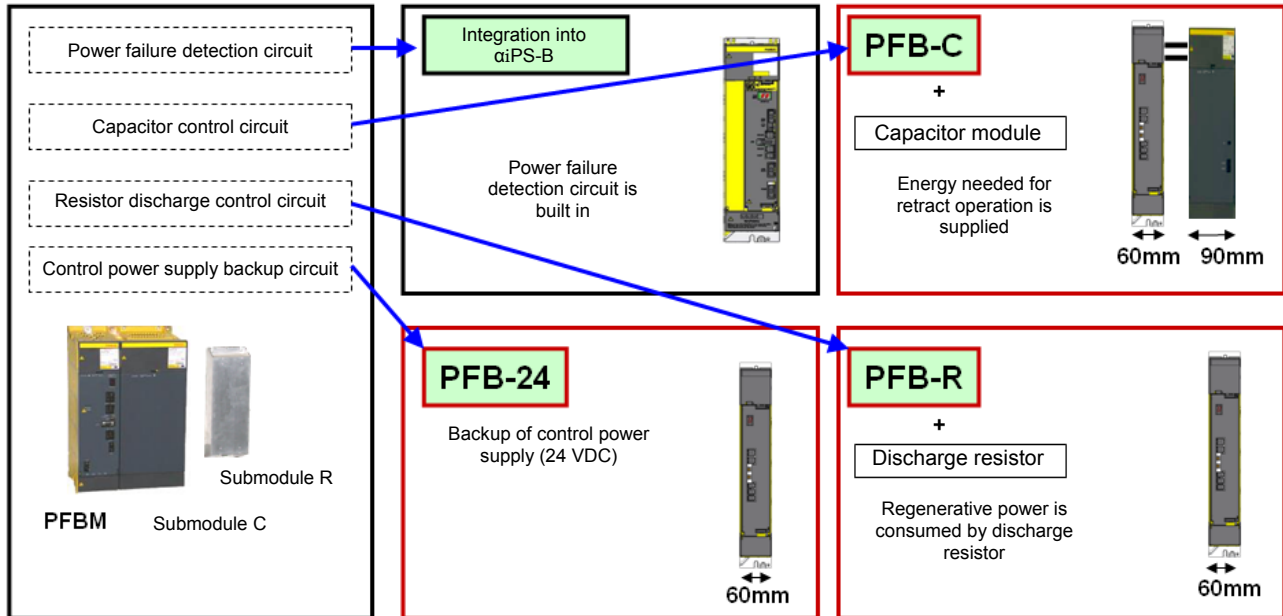 Power failure detection circuit
Capacitor control circuit
Resistor discharge control circuit
Control power supply backup circuit
Submodule R
PFBM
Submodule C
Integration into
αiPS-B
Power failure
detection circuit is
built in
PFB-C
+
Capacitor module
Energy needed for
retract operation is
supplied
60mm
90mm
PFB-24
Backup of control power
supply (24 VDC)
60mm
PFB-R
+
Discharge resistor
Regenerative power is
consumed by discharge
resistor
60mm